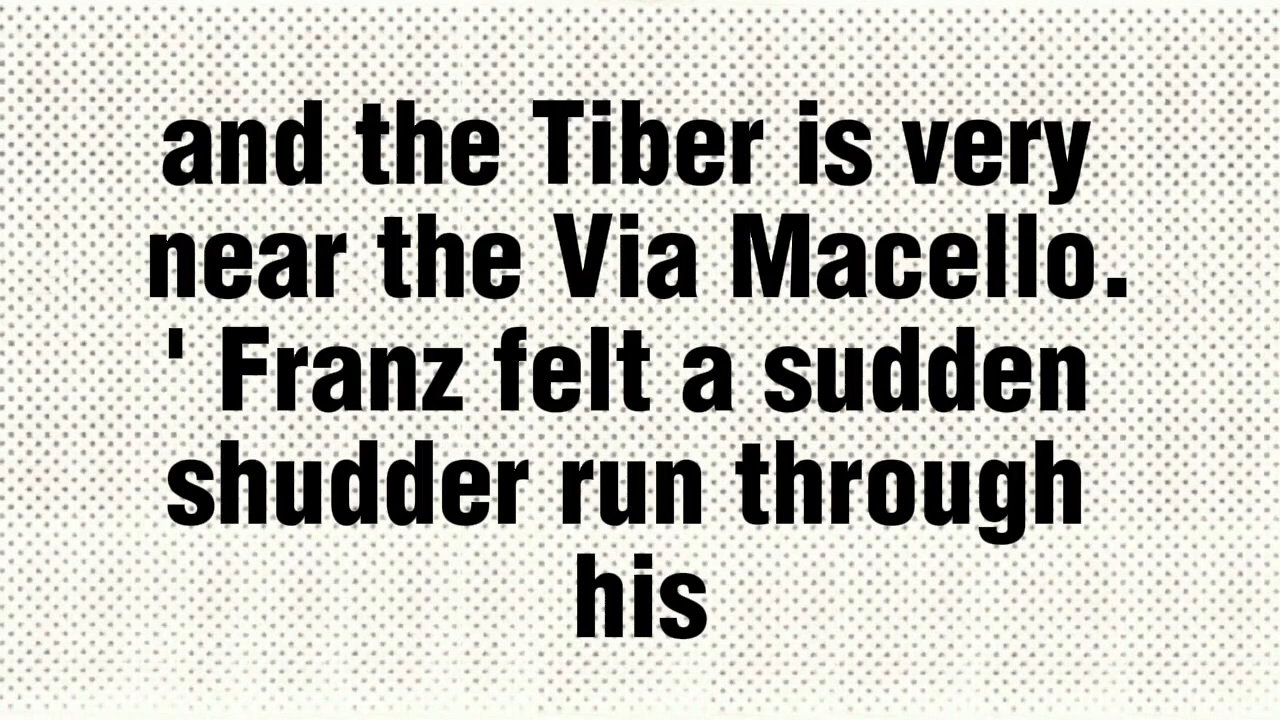 and the Tiber is very
near the Via Macello.
' Franz felt a sudden
shudder run through
his